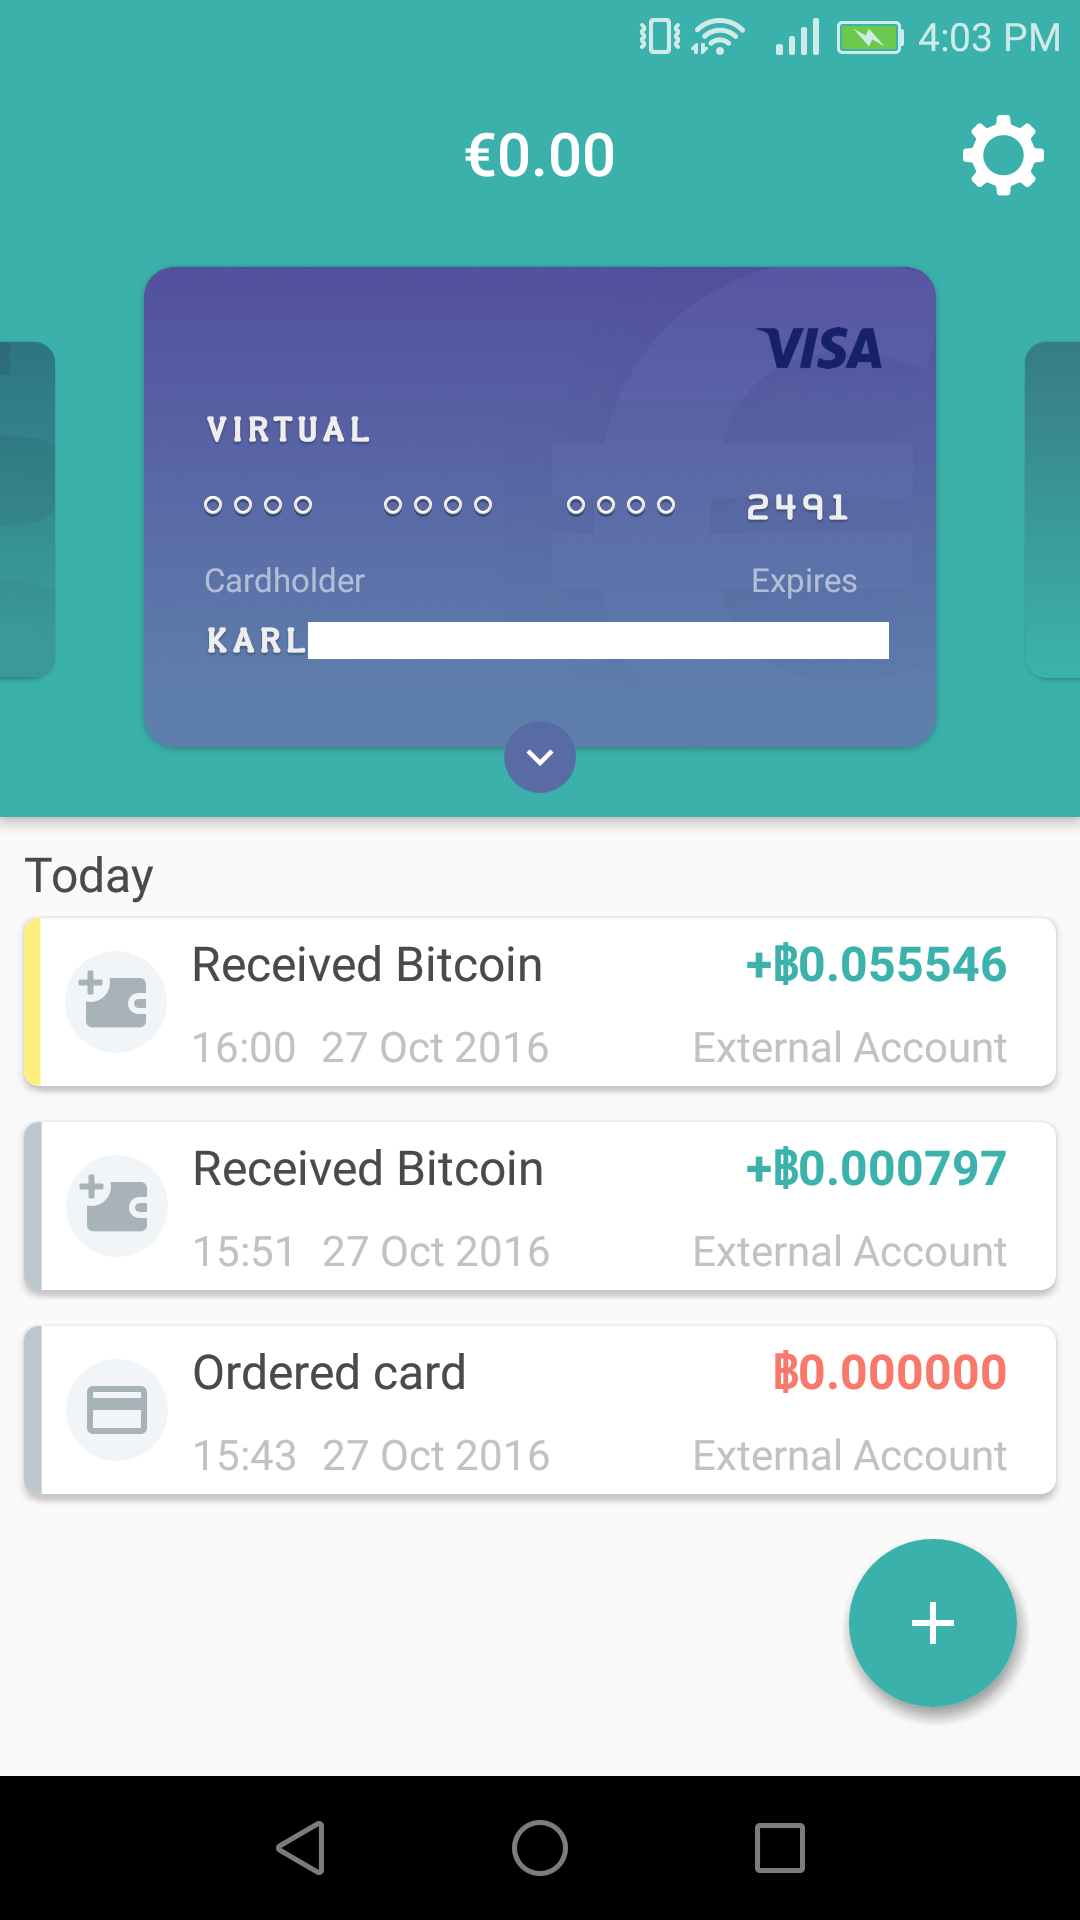 4:03 PM
€0.00
VISA
VIRTUAL
2491
Cardholder Expires
KARL
Today
Received Bitcoin +฿0.055546
16:00 27 Oct 2016 External Account
Received Bitcoin +฿0.000797
15:51 27 Oct 2016 External Account
Ordered card ฿0.000000
15:43 27 Oct 2016 External Account